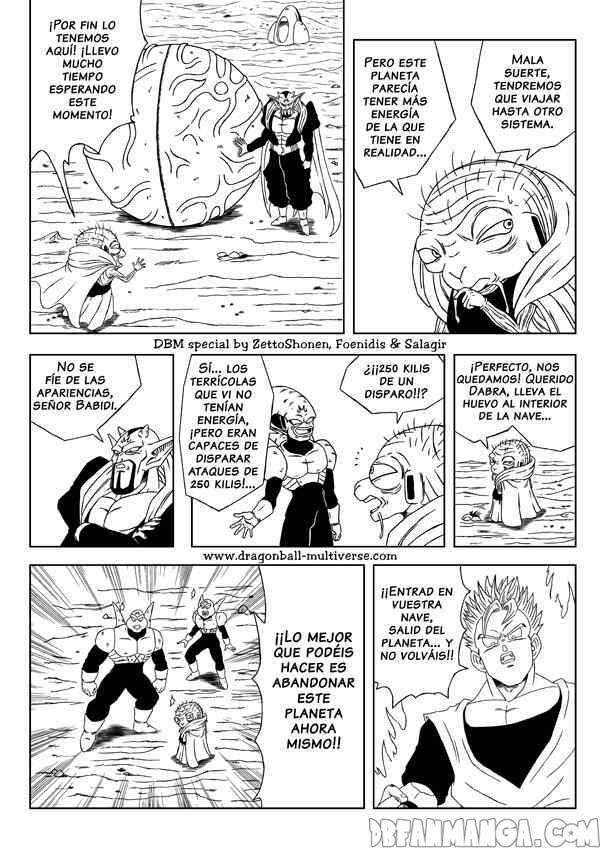 ¡POR FIN LO
TENEMOS
AQUÍ! ¡LLEVO
MUCHO
TIEMPO
ESPERANDO
ESTE
MOMENTO!
PERO ESTE
PLANETA
PARECÍA
TENER MÁS
ENERGÍA
DE LA QUE
TIENE EN
REALIDAD...
MALA
SUERTE,
TENDREMOS
QUE VIAJAR
HASTA OTRO
SISTEMA.
DBM special by ZettoShonen, Foenidis & Salagir
NO SE
FÍE DE LAS
APARIENCIAS,
SEÑOR BABIDI.
SÍ... LOS
TERRÍCOLAS
QUE VI NO
TENÍAN
ENERGÍA,
¡PERO ERAN
CAPACES DE
DISPARAR
ATAQUES DE
250 KILIS!...
¿¡¡250 KILIS
DE UN
DISPARO!!?
¡PERFECTO, NOS
QUEDAMOS! QUERIDO
DABRA, LLEVA EL
HUEVO AL INTERIOR
DE LA NAVE...
www.dragonball-multiverse.com
¡¡LO MEJOR
QUE PODÉIS
HACER ES
ABANDONAR
ESTE
PLANETA
AHORA
MISMO!!
¡¡ENTRAD EN
VUESTRA
NAVE,
SALID DEL
PLANETA... Y
NO VOLVÁIS!!
DBFANMANGA.COM